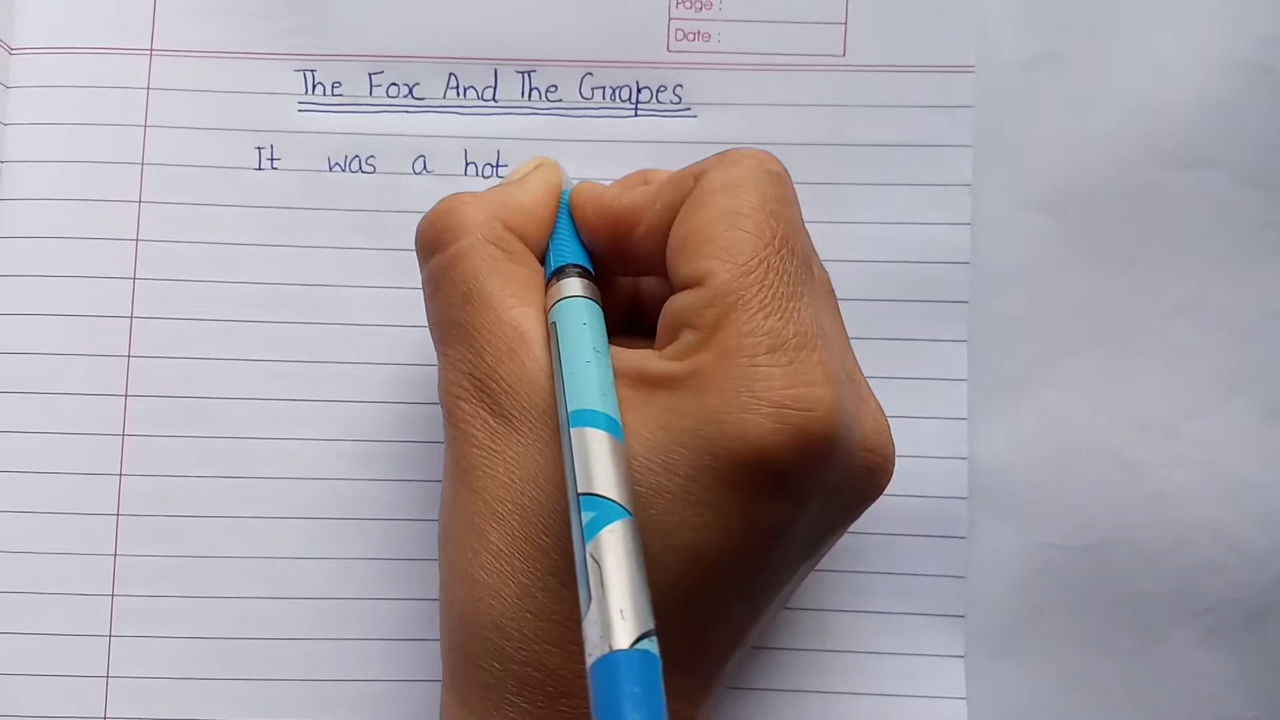 Page :
Date :
The Fox And The Grapes
It was a hot